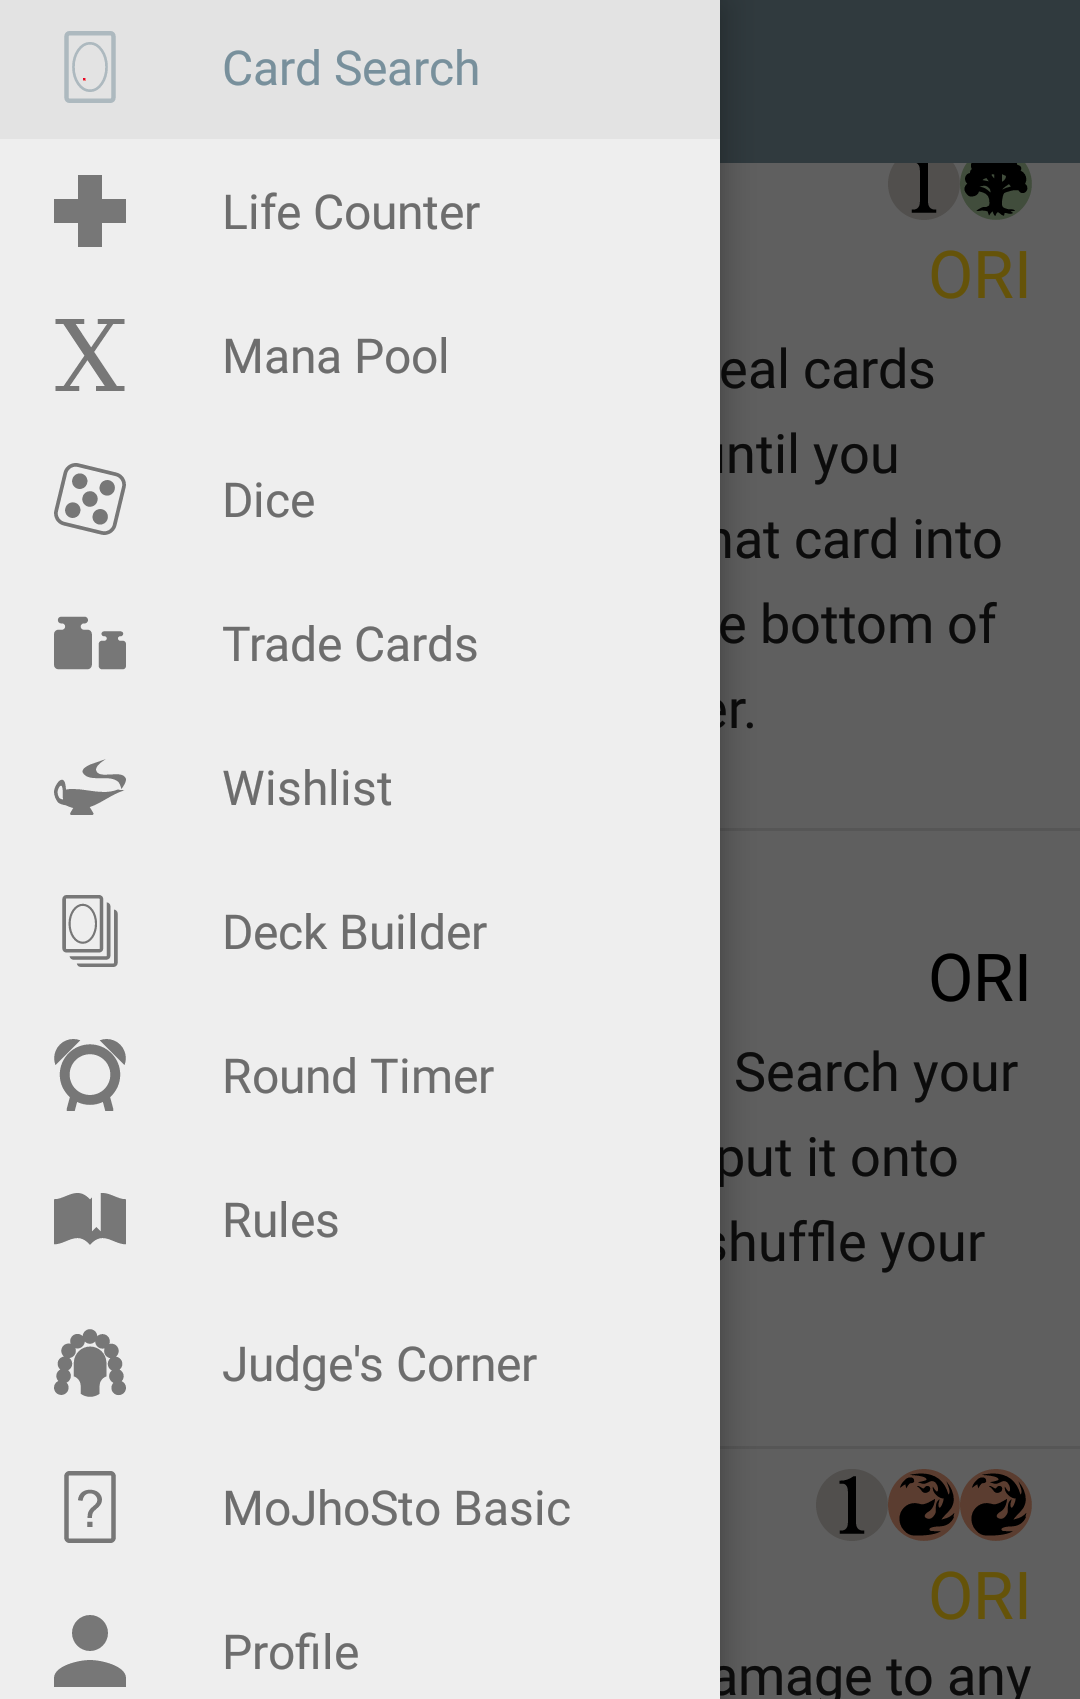 Card Search
Life Counter
Mana Pool
Dice
Trade Cards
Wishlist
Deck Builder
Round Timer
Rules
Judge's Corner
? MoJhoSto Basic
Profile
1
ORI
eal cards
until you
hat card into
e bottom of
er.
ORI
Search your
put it onto
shuffle your
1
ORI
amage to any